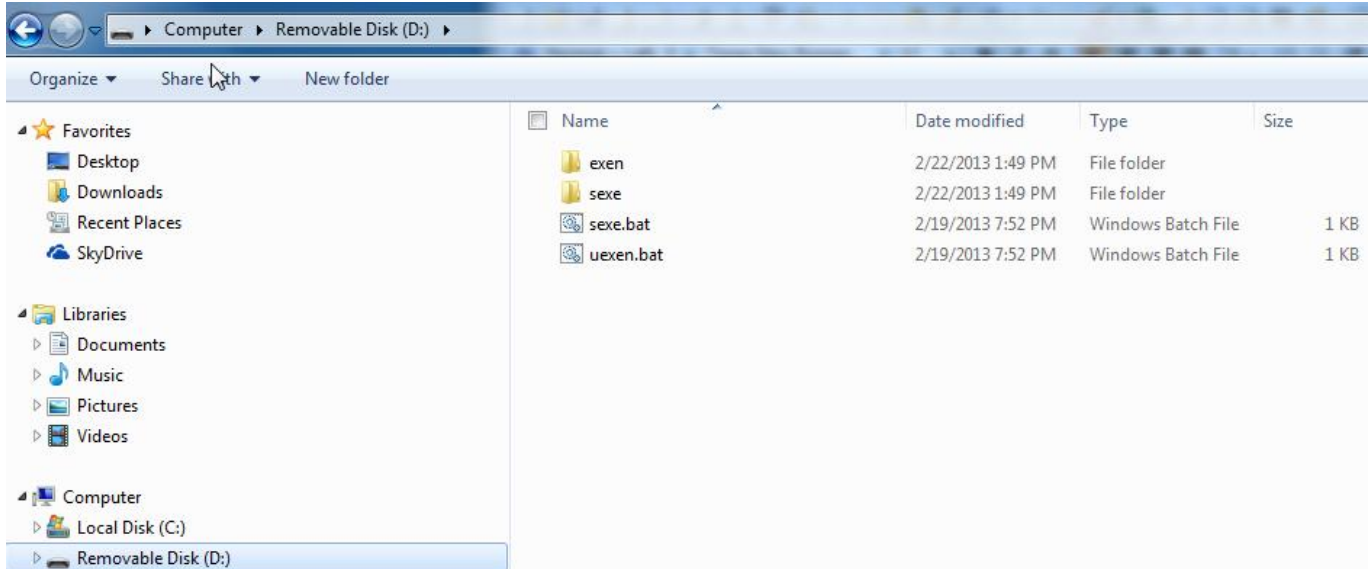 Computer Removable Disk (D:)
Organize Share with New folder
Favorites
Desktop
Downloads
Recent Places
SkyDrive
Libraries
Documents
Music
Pictures
Videos
Computer
Local Disk (C:)
Removable Disk (D:)
Name Date modified Type Size
exen 2/22/2013 1:49 PM File folder
sexe 2/22/2013 1:49 PM File folder
sexe.bat 2/19/2013 7:52 PM Windows Batch File 1 KB
uexen.bat 2/19/2013 7:52 PM Windows Batch File 1 KB